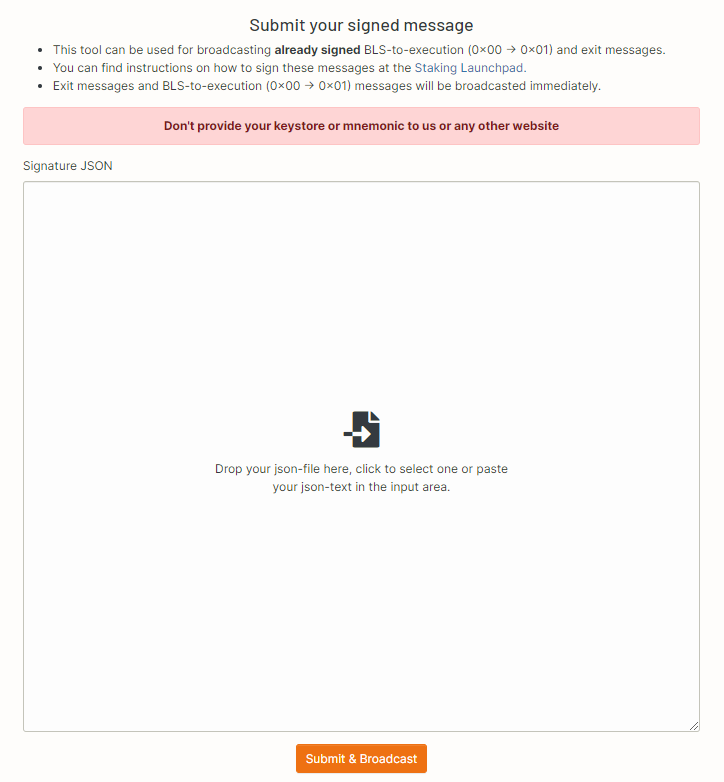 Submit your signed message
• This tool can be used for broadcasting already signed BLS-to-execution (0×00 → 0×01) and exit messages.
• You can find instructions on how to sign these messages at the Staking Launchpad.
• Exit messages and BLS-to-execution (0×00 → 0×01) messages will be broadcasted immediately.
Don't provide your keystore or mnemonic to us or any other website
Signature JSON
Drop your json-file here, click to select one or paste
your json-text in the input area.
Submit & Broadcast